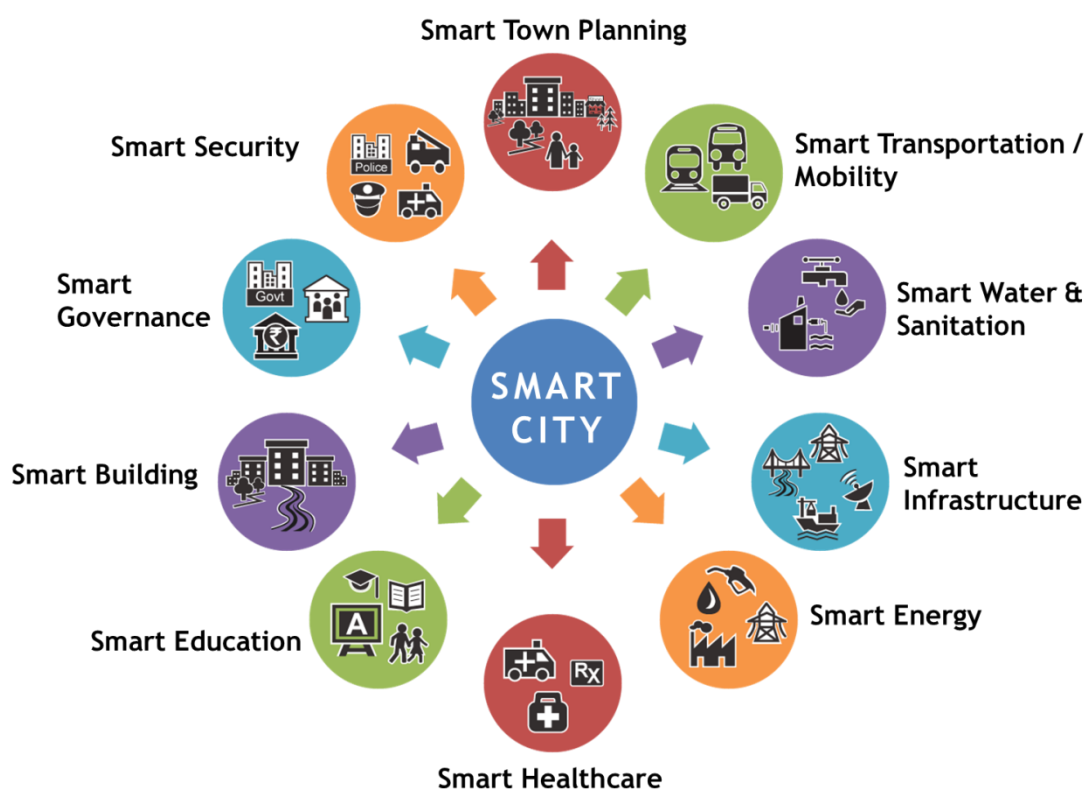 Smart Town Planning
Smart Transportation /
Mobility
Smart Water &
Sanitation
Smart
Infrastructure
Smart Energy
Smart Healthcare
Smart Education
Smart Building
Smart
Governance
Smart Security
SMART
CITY
Police
Govt
₹
A
Rx